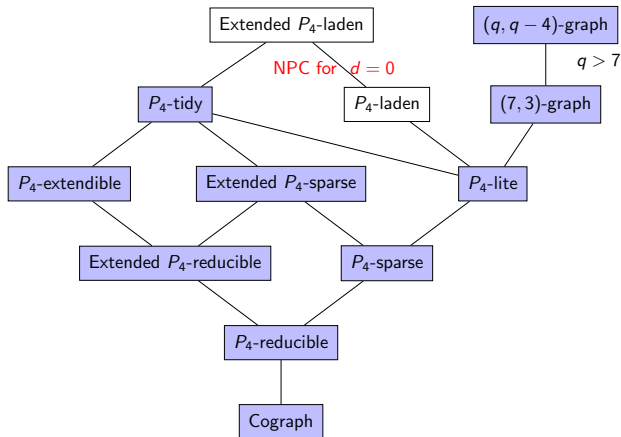 Extended P₄-laden
(q, q − 4)-graph
NPC for d = 0
q > 7
P₄-tidy
P₄-laden
(7, 3)-graph
P₄-extendible
Extended P₄-sparse
P₄-lite
Extended P₄-reducible
P₄-sparse
P₄-reducible
Cograph